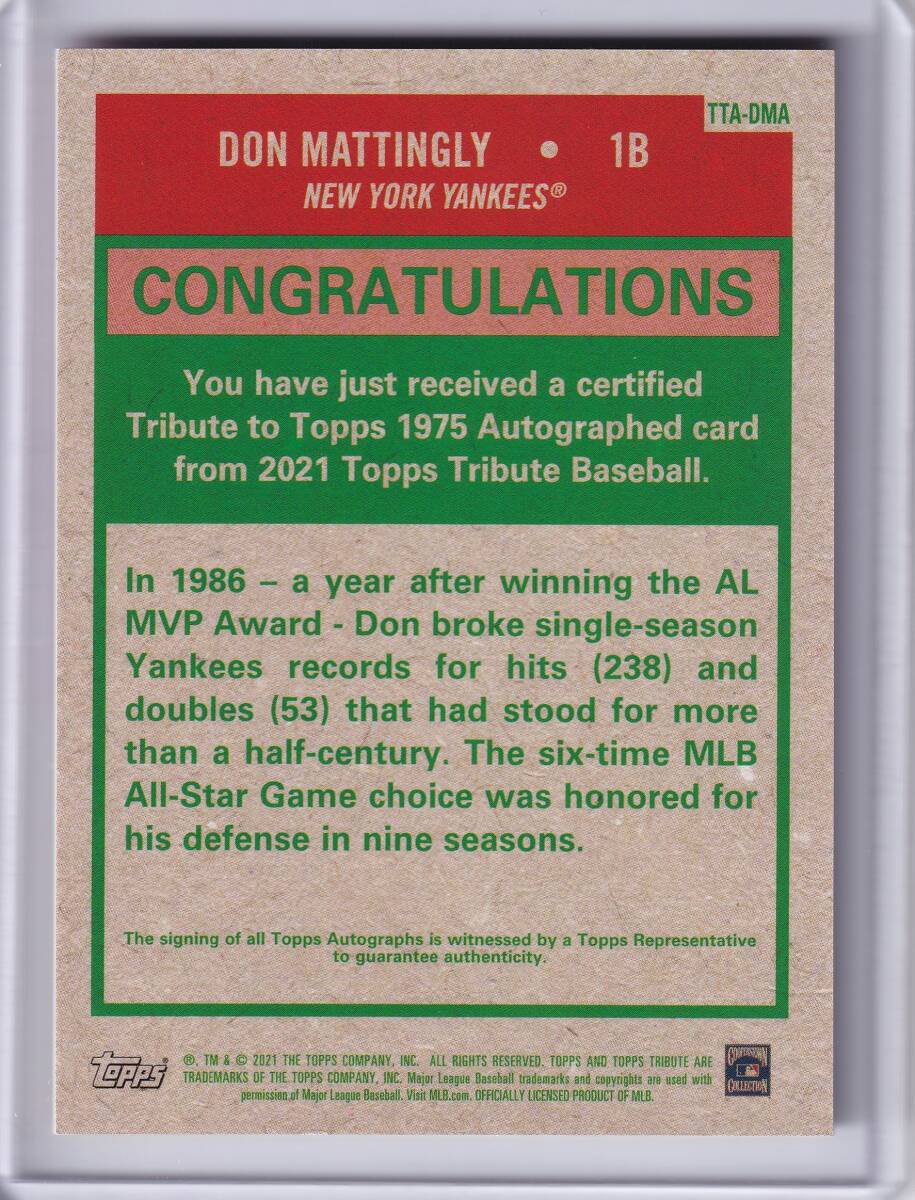 TTA-DMA
DON MATTINGLY • 1B
NEW YORK YANKEES®
CONGRATULATIONS
You have just received a certified
Tribute to Topps 1975 Autographed card
from 2021 Topps Tribute Baseball.
In 1986 – a year after winning the AL
MVP Award - Don broke single-season
Yankees records for hits (238) and
doubles (53) that had stood for more
than a half-century. The six-time MLB
All-Star Game choice was honored for
his defense in nine seasons.
The signing of all Topps Autographs is witnessed by a Topps Representative
to guarantee authenticity.
Topps®
®, TM & © 2021 THE TOPPS COMPANY, INC. ALL RIGHTS RESERVED. TOPPS AND TOPPS TRIBUTE ARE
TRADEMARKS OF THE TOPPS COMPANY, INC. Major League Baseball trademarks and copyrights are used with
permission of Major League Baseball. Visit MLB.com. OFFICIALLY LICENSED PRODUCT OF MLB.
COOPERSTOWN
COLLECTION